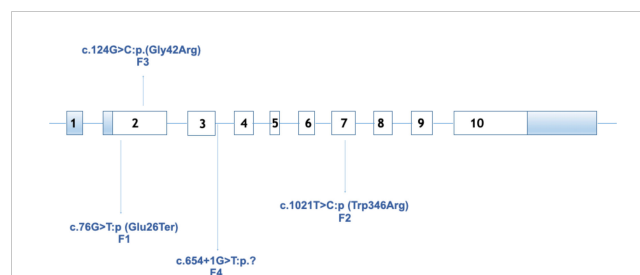 c.124G>C:p.(Gly42Arg)
F3
1 2 3 4 5 6 7 8 9 10
c.76G>T:p (Glu26Ter)
F1
c.1021T>C:p (Trp346Arg)
F2
c.654+1G>T:p.?
F4